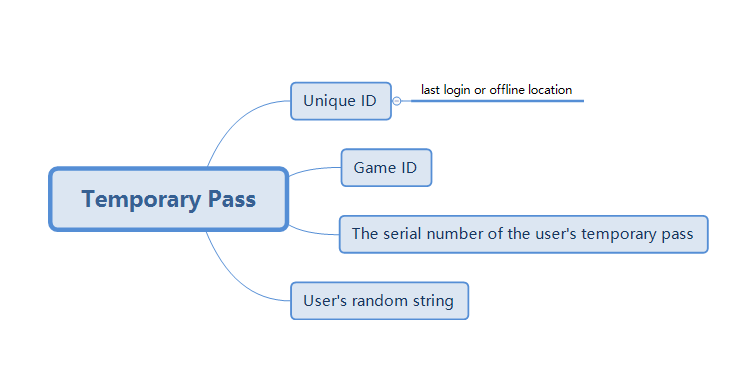 Temporary Pass
Unique ID
last login or offline location
Game ID
The serial number of the user's temporary pass
User's random string